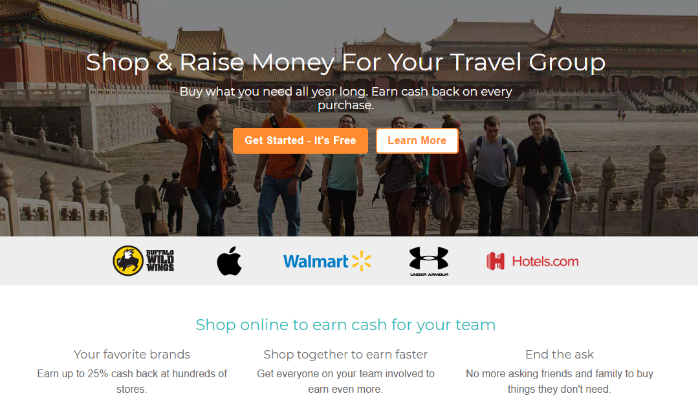 Shop & Raise Money For Your Travel Group
Buy what you need all year long. Earn cash back on every
purchase.
Get Started - It's Free
Learn More
BUFFALO
WILD
WINGS
Walmart
UNDER ARMOUR
H Hotels.com
Shop online to earn cash for your team
Your favorite brands
Earn up to 25% cash back at hundreds of
stores.
Shop together to earn faster
Get everyone on your team involved to
earn even more.
End the ask
No more asking friends and family to buy
things they don't need.